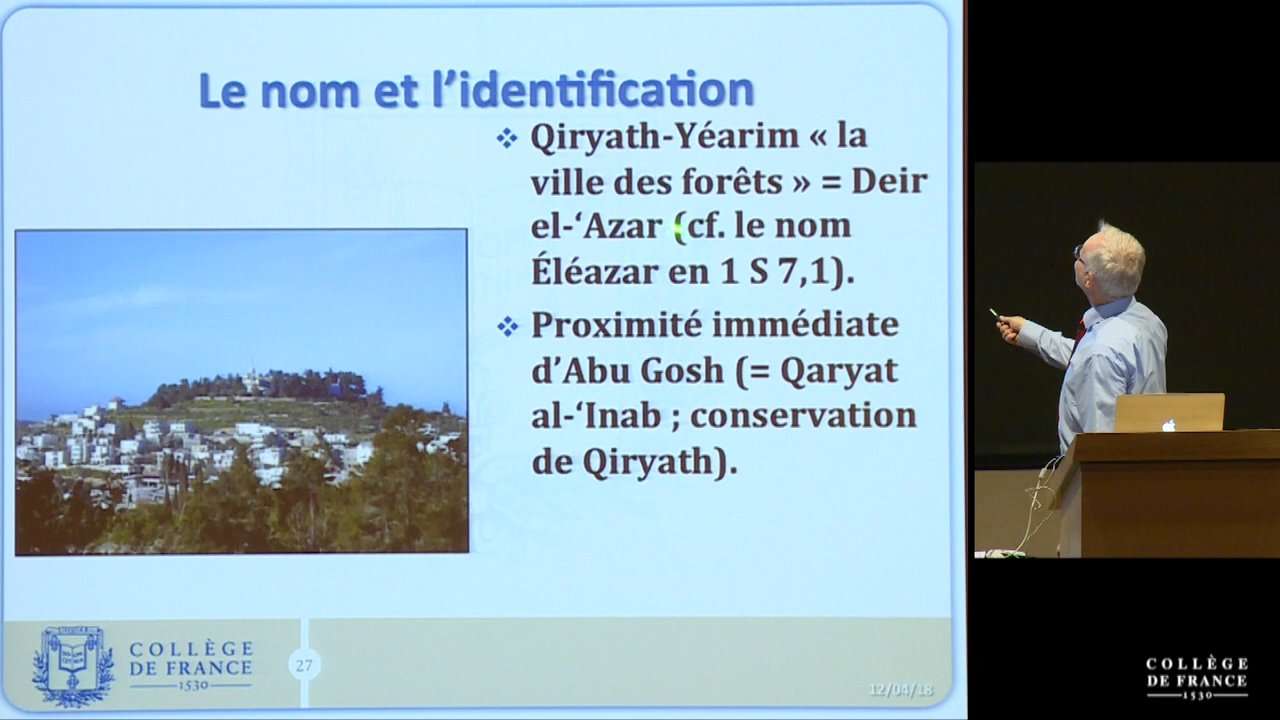 Le nom et l’identification
❖ Qiryath-Yéarim « la
ville des forêts » = Deir
el-‘Azar (cf. le nom
Éléazar en 1 S 7,1).
❖ Proximité immédiate
d’Abu Gosh (= Qaryat
al-‘Inab ; conservation
de Qiryath).
COLLÈGE
DE FRANCE
1530
27
12/04/18
COLLÈGE
DE FRANCE
1530